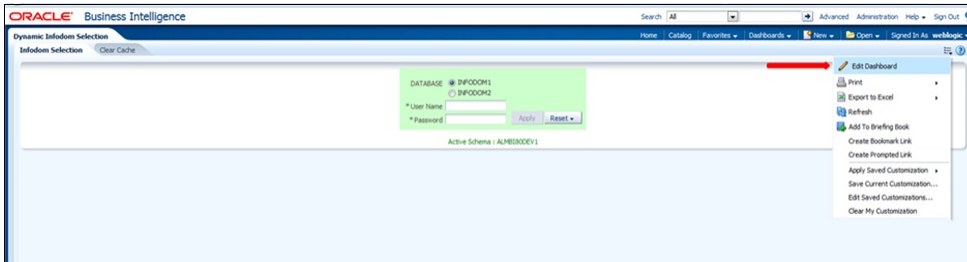 ORACLE Business Intelligence Search All Advanced Administration Help Sign Out
Dynamic Infodom Selection Home Catalog Favorites Dashboards New Open Signed In As weblogic
Infodom Selection Clear Cache
Edit Dashboard
DATABASE INFODOM1
INFODOM2
* User Name
* Password Apply Reset
Active Schema : ALMBI80DEV1
Print
Export to Excel
Refresh
Add To Briefing Book
Create Bookmark Link
Create Prompted Link
Apply Saved Customization
Save Current Customization...
Edit Saved Customizations...
Clear My Customization